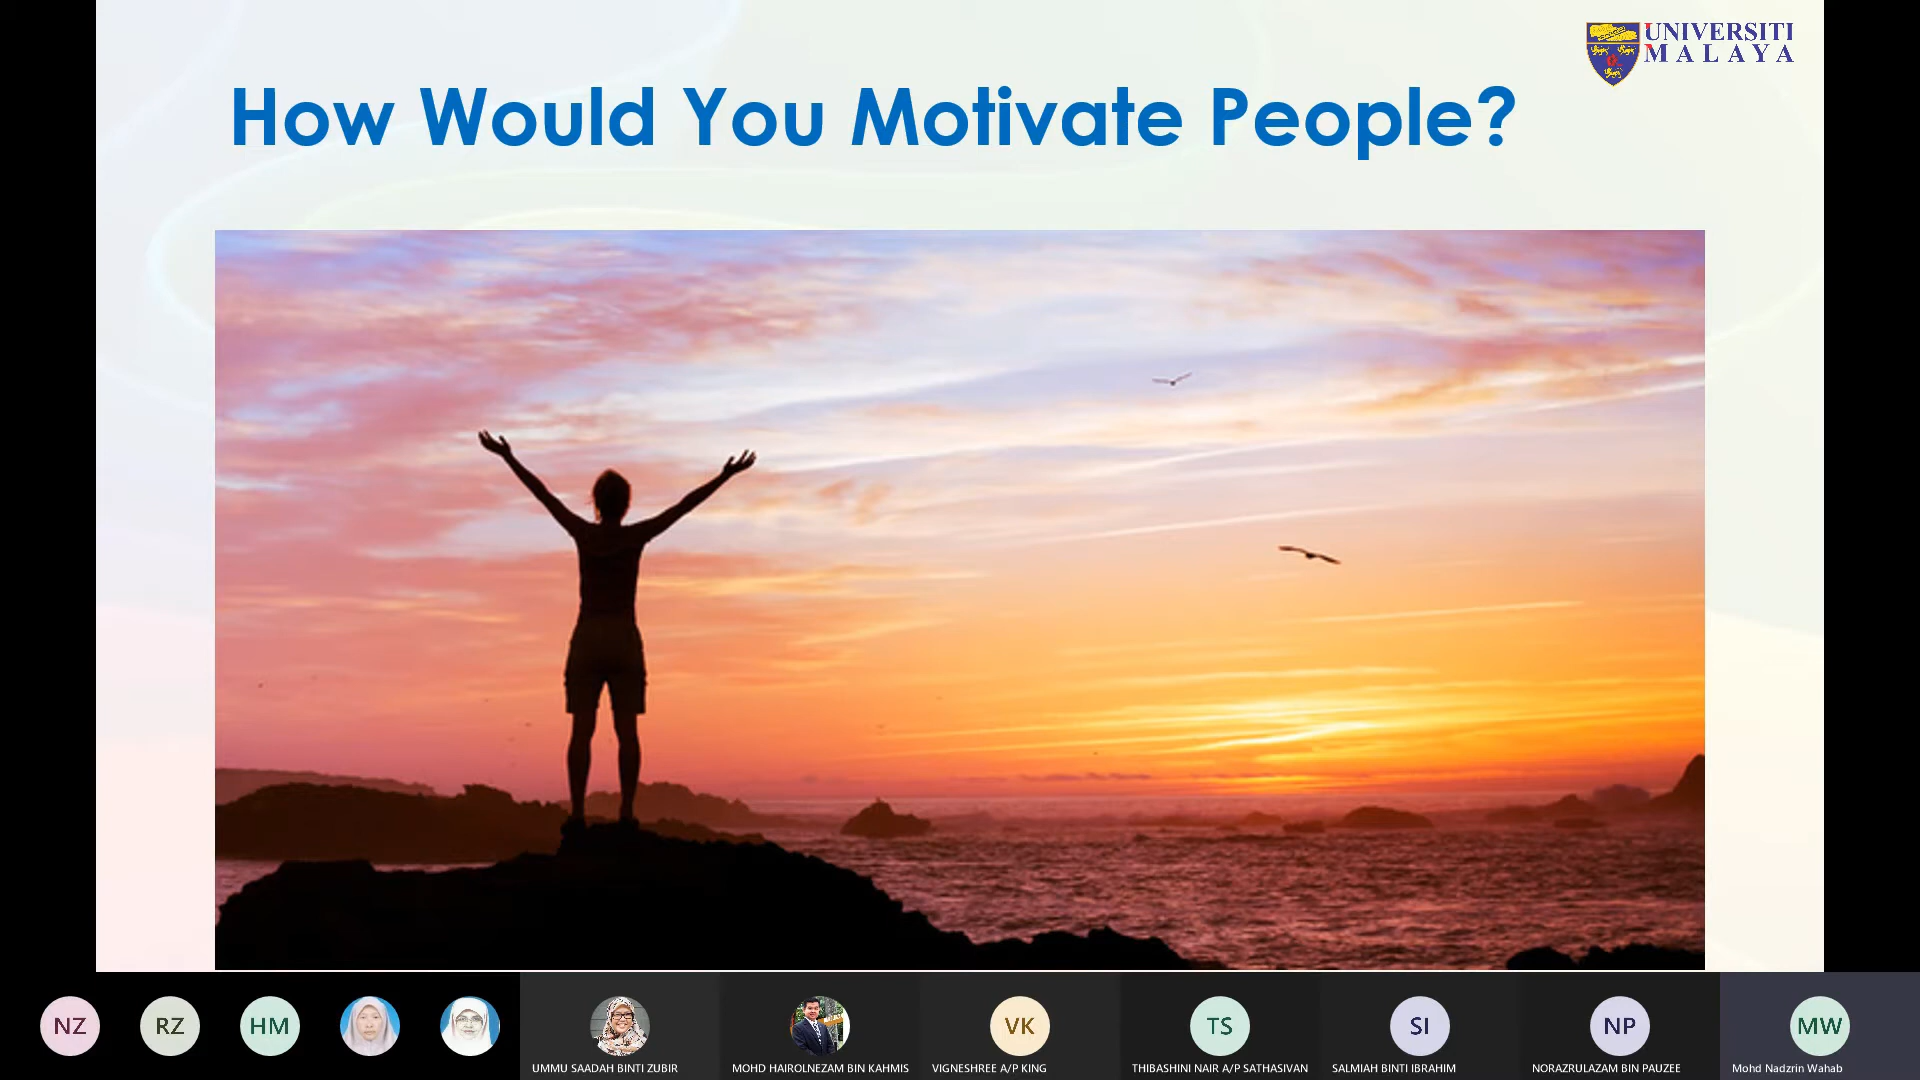 UNIVERSITI
MALAYA
How Would You Motivate People?
NZ
RZ
HM
VK
TS
SI
NP
MW
UMMU SAADAH BINTI ZUBIR
MOHD HAIROLNEZAM BIN KAHMIS
VIGNESHREE A/P KING
THIBASHINI NAIR A/P SATHASIVAN
SALMIAH BINTI IBRAHIM
NORAZRULAZAM BIN PAUZEE
Mohd Nadzrin Wahab